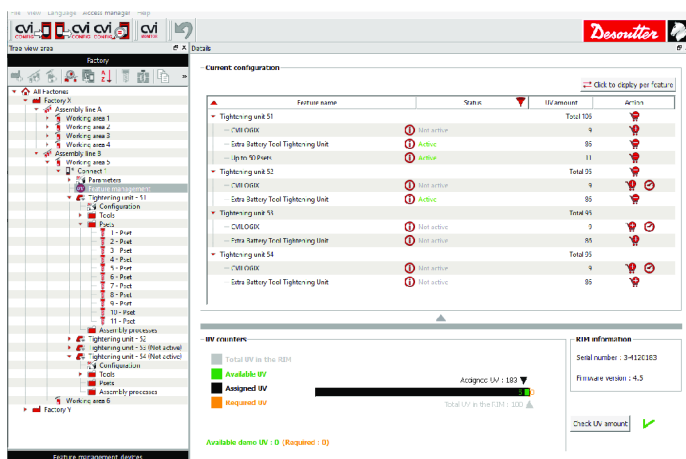 File View Language Access manager Help
CVI CONFIG CVI CONFIG CVI CONFIG CVI MONITOR
Desoutter
Tree view area
Details
Factory
All Factories
Factory X
Assembly line A
Working area 1
Working area 2
Working area 3
Working area 4
Assembly line B
Working area 5
Connect 1
Parameters
UV Feature management
Tightening unit - 51
Configuration
Tools
Psets
1 - Pset
2 - Pset
3 - Pset
4 - Pset
5 - Pset
6 - Pset
7 - Pset
8 - Pset
9 - Pset
10 - Pset
11 - Pset
Assembly processes
Tightening unit - 52
Tightening unit - 53 (Not active)
Tightening unit - 54 (Not active)
Configuration
Tools
Psets
Assembly processes
Working area 6
Factory Y
Feature management devices
Current configuration
Click to display per feature
Feature name Status UV amount Action
Tightening unit 51 Total 106
CVILOGIX Not active 9
Extra Battery Tool Tightening Unit Active 86
Up to 50 Psets Active 11
Tightening unit 52 Total 95
CVILOGIX Not active 9
Extra Battery Tool Tightening Unit Active 86
Tightening unit 53 Total 95
CVILOGIX Not active 9
Extra Battery Tool Tightening Unit Not active 86
Tightening unit 54 Total 95
CVILOGIX Not active 9
Extra Battery Tool Tightening Unit Not active 86
UV counters
Total UV in the RIM
Available UV
Assigned UV
Required UV
Assigned UV : 183
Total UV in the RIM : 188
Available demo UV : 0 (Required : 0)
RIM information
Serial number : 34120183
Firmware version : 4.5
Check UV amount